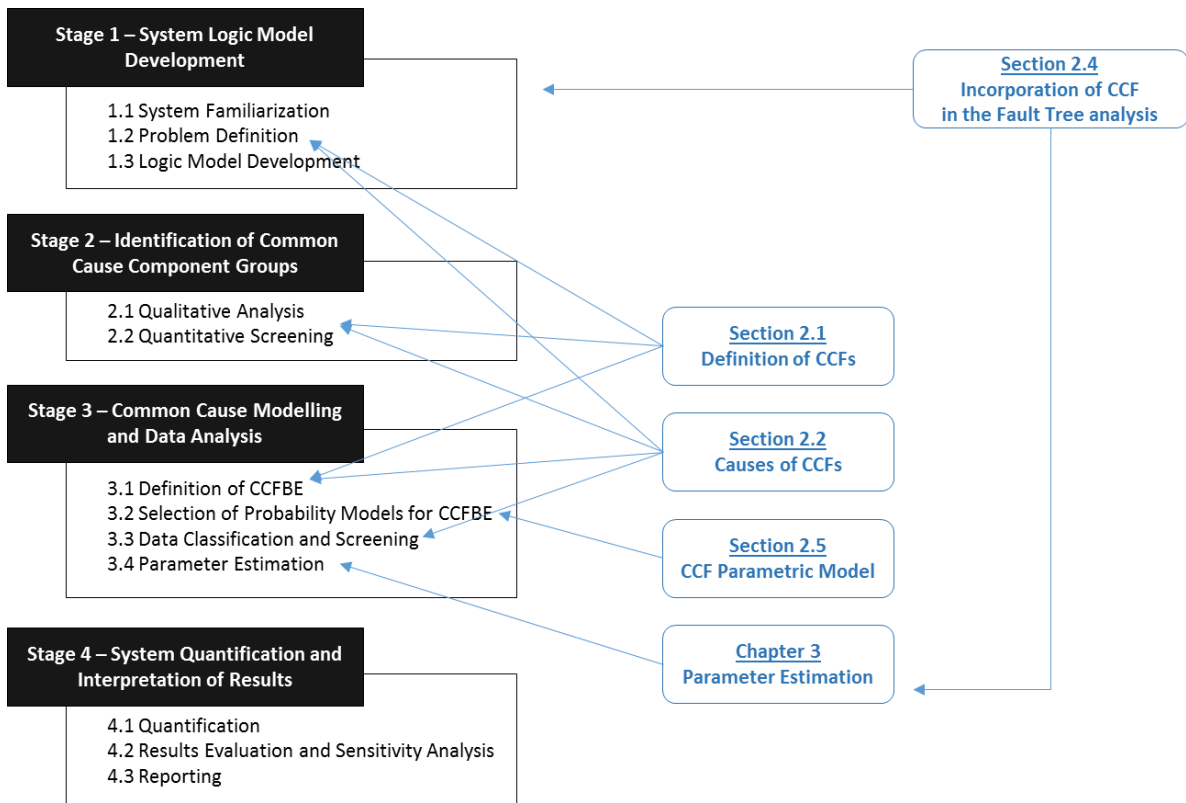 Stage 1 – System Logic Model
Development
1.1 System Familiarization
1.2 Problem Definition
1.3 Logic Model Development
Stage 2 – Identification of Common
Cause Component Groups
2.1 Qualitative Analysis
2.2 Quantitative Screening
Stage 3 – Common Cause Modelling
and Data Analysis
3.1 Definition of CCFBE
3.2 Selection of Probability Models for CCFBE
3.3 Data Classification and Screening
3.4 Parameter Estimation
Stage 4 – System Quantification and
Interpretation of Results
4.1 Quantification
4.2 Results Evaluation and Sensitivity Analysis
4.3 Reporting
Section 2.4
Incorporation of CCF
in the Fault Tree analysis
Section 2.1
Definition of CCFs
Section 2.2
Causes of CCFs
Section 2.5
CCF Parametric Model
Chapter 3
Parameter Estimation